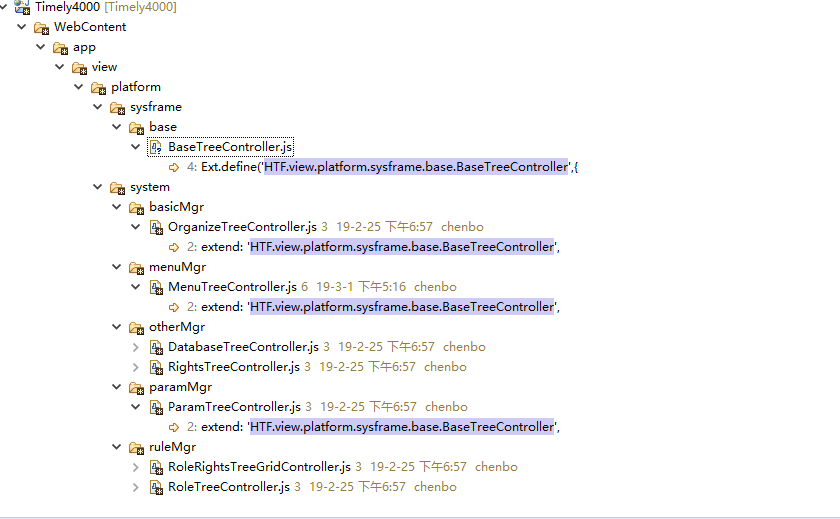 Timely4000 [Timely4000]
WebContent
app
view
platform
sysframe
base
BaseTreeController.js
4: Ext.define('HTF.view.platform.sysframe.base.BaseTreeController',{
system
basicMgr
OrganizeTreeController.js 3 19-2-25 下午6:57 chenbo
2: extend: 'HTF.view.platform.sysframe.base.BaseTreeController',
menuMgr
MenuTreeController.js 6 19-3-1 下午5:16 chenbo
2: extend: 'HTF.view.platform.sysframe.base.BaseTreeController',
otherMgr
DatabaseTreeController.js 3 19-2-25 下午6:57 chenbo
RightsTreeController.js 3 19-2-25 下午6:57 chenbo
paramMgr
ParamTreeController.js 3 19-2-25 下午6:57 chenbo
2: extend: 'HTF.view.platform.sysframe.base.BaseTreeController',
ruleMgr
RoleRightsTreeGridController.js 3 19-2-25 下午6:57 chenbo
RoleTreeController.js 3 19-2-25 下午6:57 chenbo